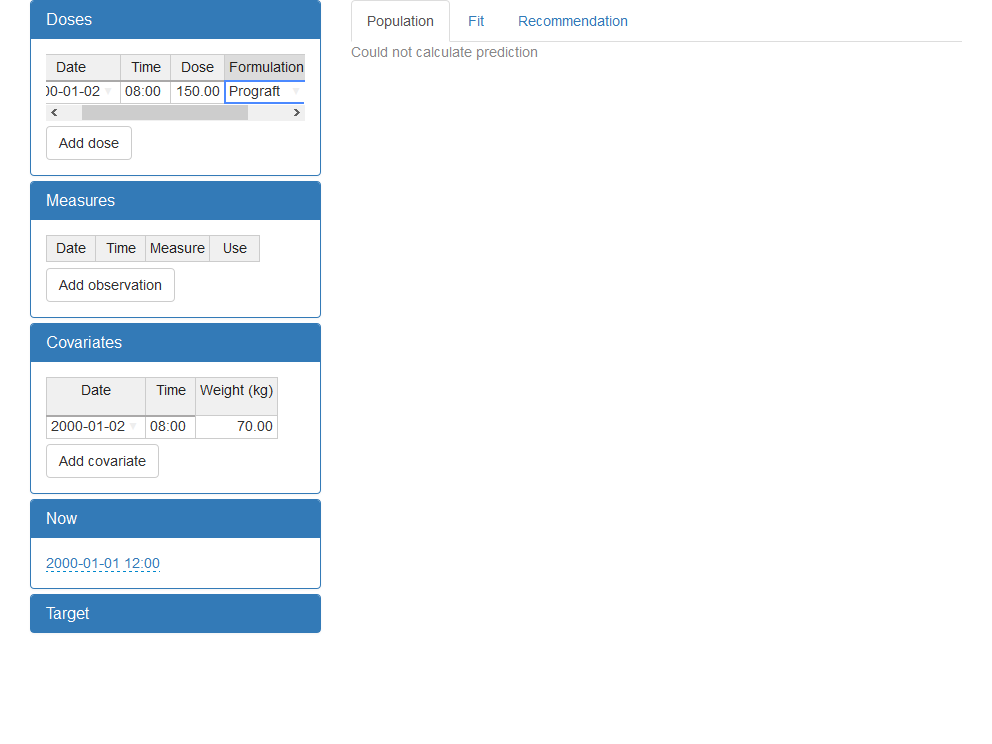 Doses
Date Time Dose Formulation
00-01-02 08:00 150.00 Prograft
Add dose
Measures
Date Time Measure Use
Add observation
Covariates
Date Time Weight (kg)
2000-01-02 08:00 70.00
Add covariate
Now
2000-01-01 12:00
Target
Population Fit Recommendation
Could not calculate prediction